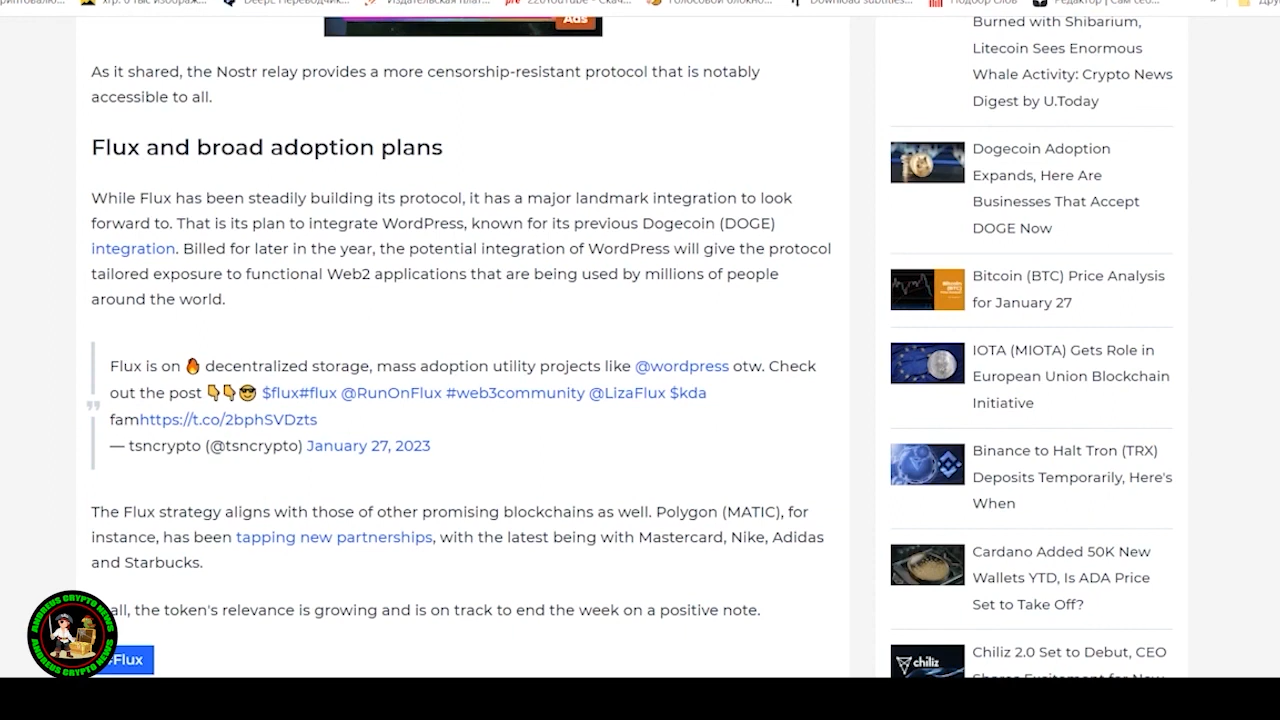 Ads
As it shared, the Nostr relay provides a more censorship-resistant protocol that is notably
accessible to all.
Flux and broad adoption plans
While Flux has been steadily building its protocol, it has a major landmark integration to look
forward to. That is its plan to integrate WordPress, known for its previous Dogecoin (DOGE)
integration. Billed for later in the year, the potential integration of WordPress will give the protocol
tailored exposure to functional Web2 applications that are being used by millions of people
around the world.
Flux is on 🔥 decentralized storage, mass adoption utility projects like @wordpress otw. Check
out the post 👇👇😎 $flux#flux @RunOnFlux #web3community @LizaFlux $kda
famhttps://t.co/2bphSVDzts
— tsncrypto (@tsncrypto) January 27, 2023
The Flux strategy aligns with those of other promising blockchains as well. Polygon (MATIC), for
instance, has been tapping new partnerships, with the latest being with Mastercard, Nike, Adidas
and Starbucks.
all, the token's relevance is growing and is on track to end the week on a positive note.
Flux
ANDREUS CRYPTO NEWS
ANDREUS CRYPTO NEWS
Burned with Shibarium,
Litecoin Sees Enormous
Whale Activity: Crypto News
Digest by U.Today
Dogecoin Adoption
Expands, Here Are
Businesses That Accept
DOGE Now
Bitcoin (BTC) Price Analysis
for January 27
IOTA (MIOTA) Gets Role in
European Union Blockchain
Initiative
Binance to Halt Tron (TRX)
Deposits Temporarily, Here's
When
Cardano Added 50K New
Wallets YTD, Is ADA Price
Set to Take Off?
chiliz
Chiliz 2.0 Set to Debut, CEO